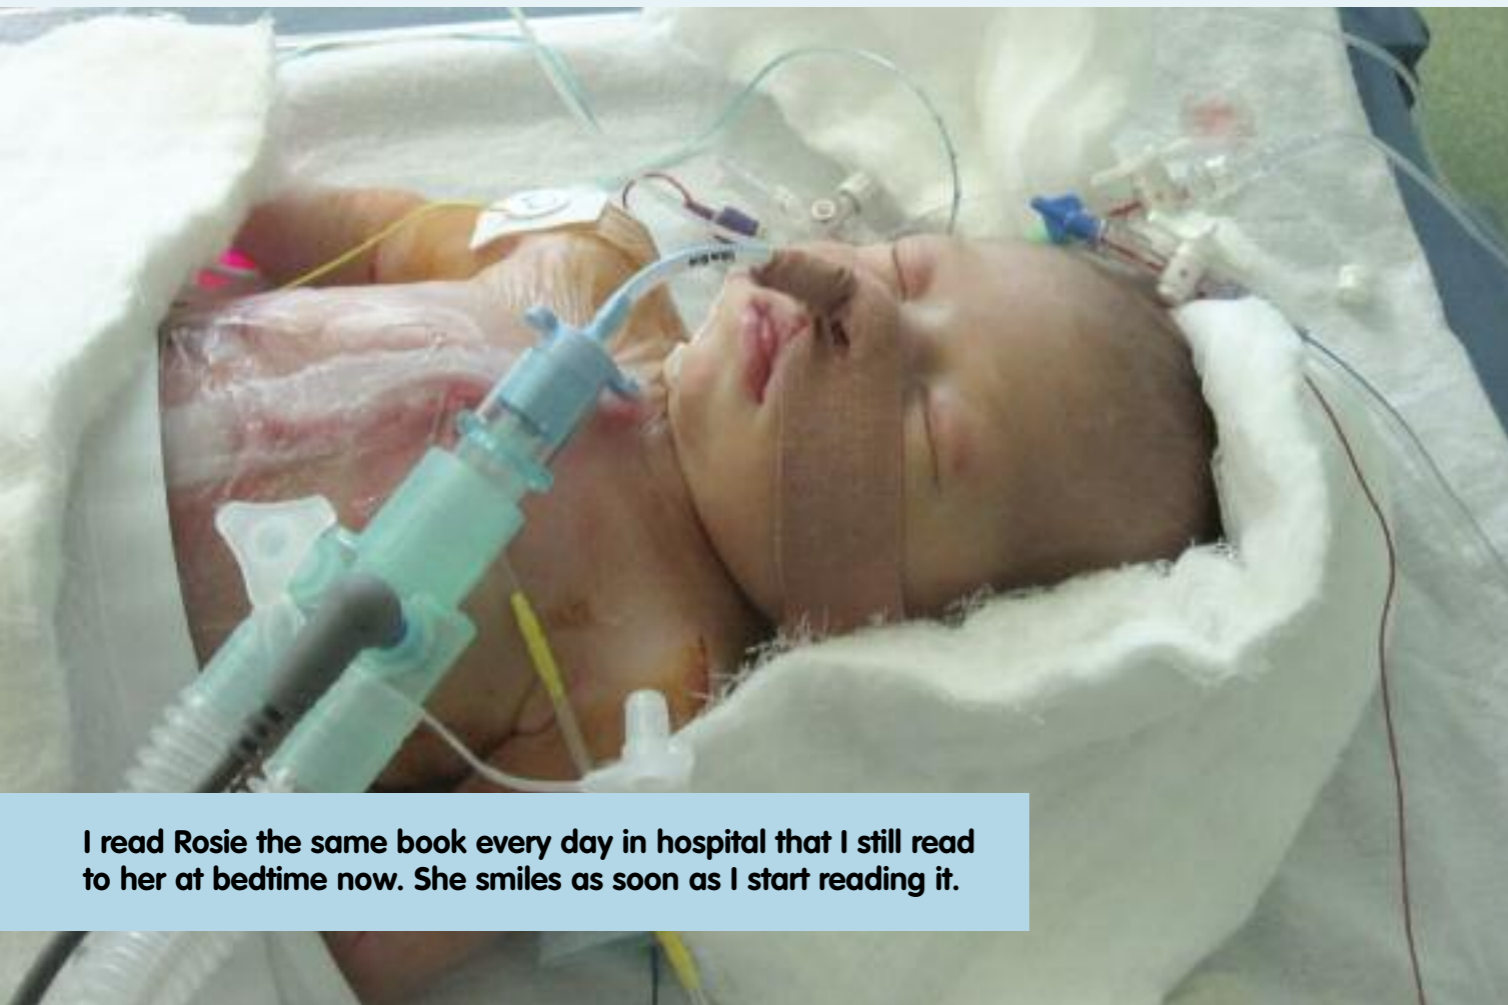 I read Rosie the same book every day in hospital that I still read
to her at bedtime now. She smiles as soon as I start reading it.